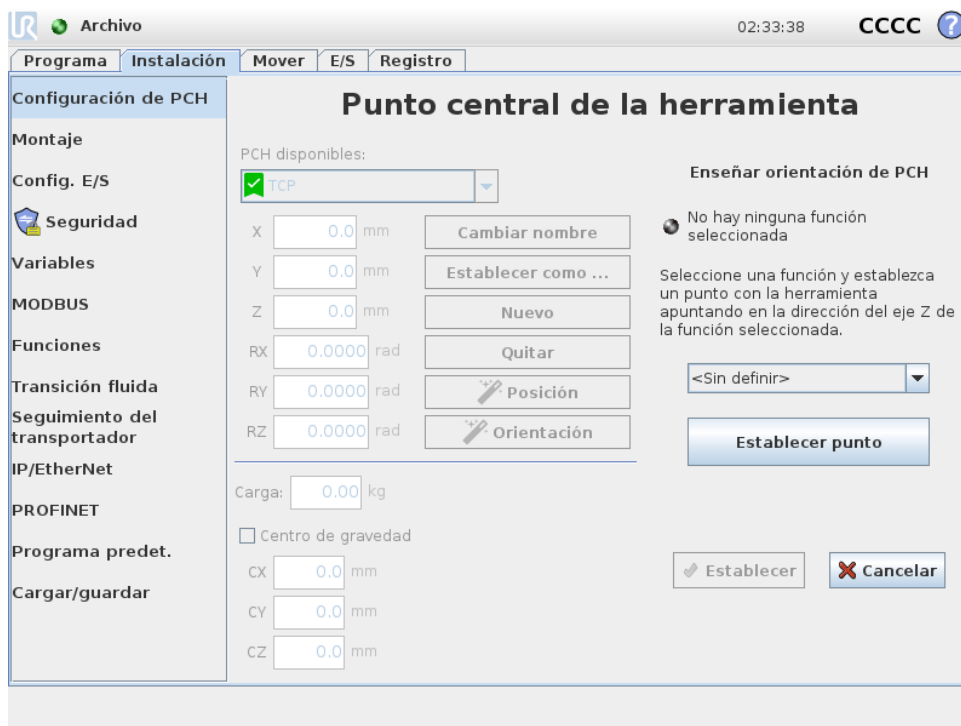 UR Archivo 02:33:38 CCCC ?
Programa Instalación Mover E/S Registro
Configuración de PCH
Montaje
Config. E/S
Seguridad
Variables
MODBUS
Funciones
Transición fluida
Seguimiento del
transportador
IP/EtherNet
PROFINET
Programa predet.
Cargar/guardar
Punto central de la herramienta
PCH disponibles:
TCP
X 0.0 mm Cambiar nombre
Y 0.0 mm Establecer como ...
Z 0.0 mm Nuevo
RX 0.0000 rad Quitar
RY 0.0000 rad Posición
RZ 0.0000 rad Orientación
Carga: 0.00 kg
Centro de gravedad
CX 0.0 mm
CY 0.0 mm
CZ 0.0 mm
Enseñar orientación de PCH
No hay ninguna función
seleccionada
Seleccione una función y establezca
un punto con la herramienta
apuntando en la dirección del eje Z de
la función seleccionada.
<Sin definir>
Establecer punto
Establecer Cancelar